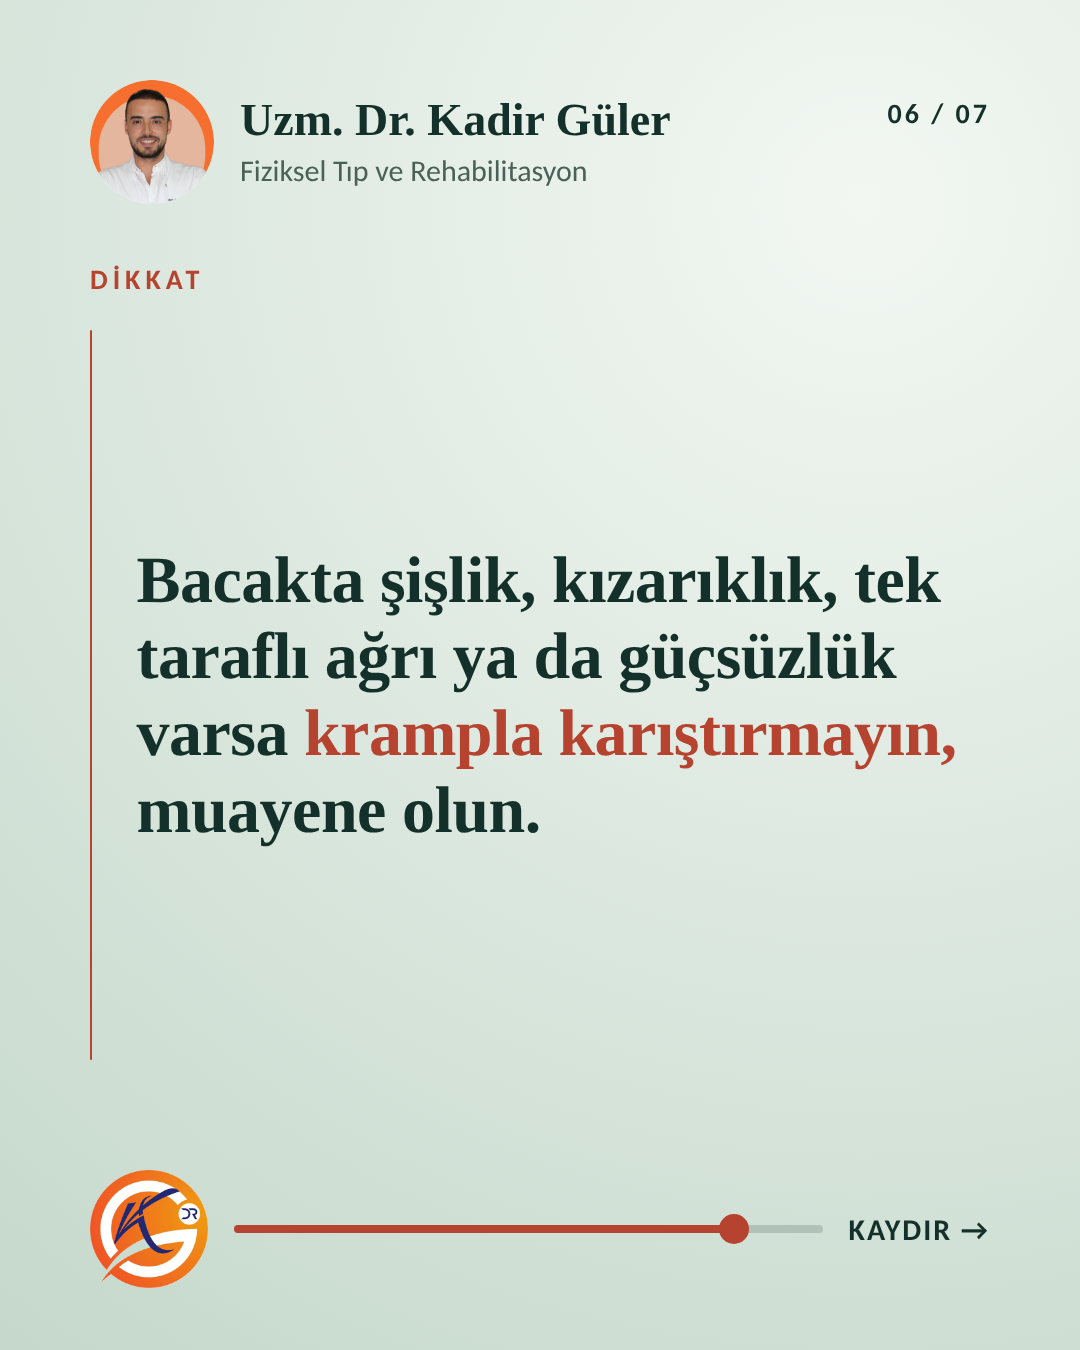 Uzm. Dr. Kadir Güler
Fiziksel Tıp ve Rehabilitasyon
06 / 07
DİKKAT
Bacakta şişlik, kızarıklık, tek
taraflı ağrı ya da güçsüzlük
varsa krampla karıştırmayın,
muayene olun.
KG DR
KAYDIR →